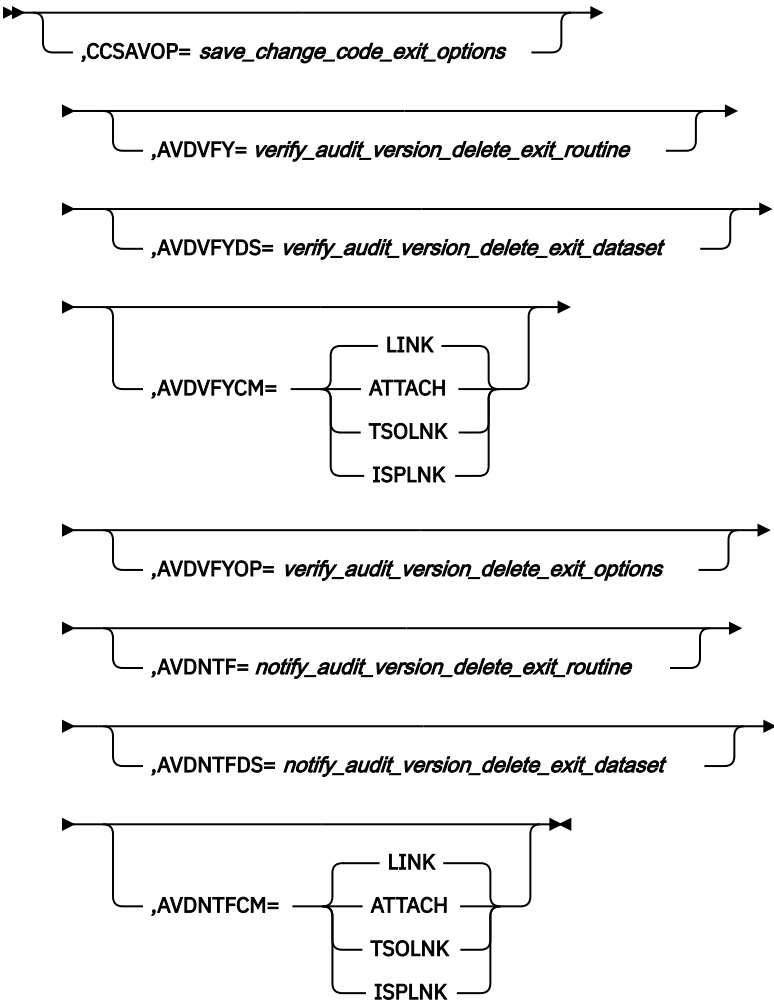 ,CCSAVOP= save_change_code_exit_options
,AVDVFY= verify_audit_version_delete_exit_routine
,AVDVFYDS= verify_audit_version_delete_exit_dataset
LINK
,AVDVFYCM= ATTACH
TSOLNK
ISPLNK
,AVDVFYOP= verify_audit_version_delete_exit_options
,AVDNTF= notify_audit_version_delete_exit_routine
,AVDNTFDS= notify_audit_version_delete_exit_dataset
LINK
,AVDNTFCM= ATTACH
TSOLNK
ISPLNK